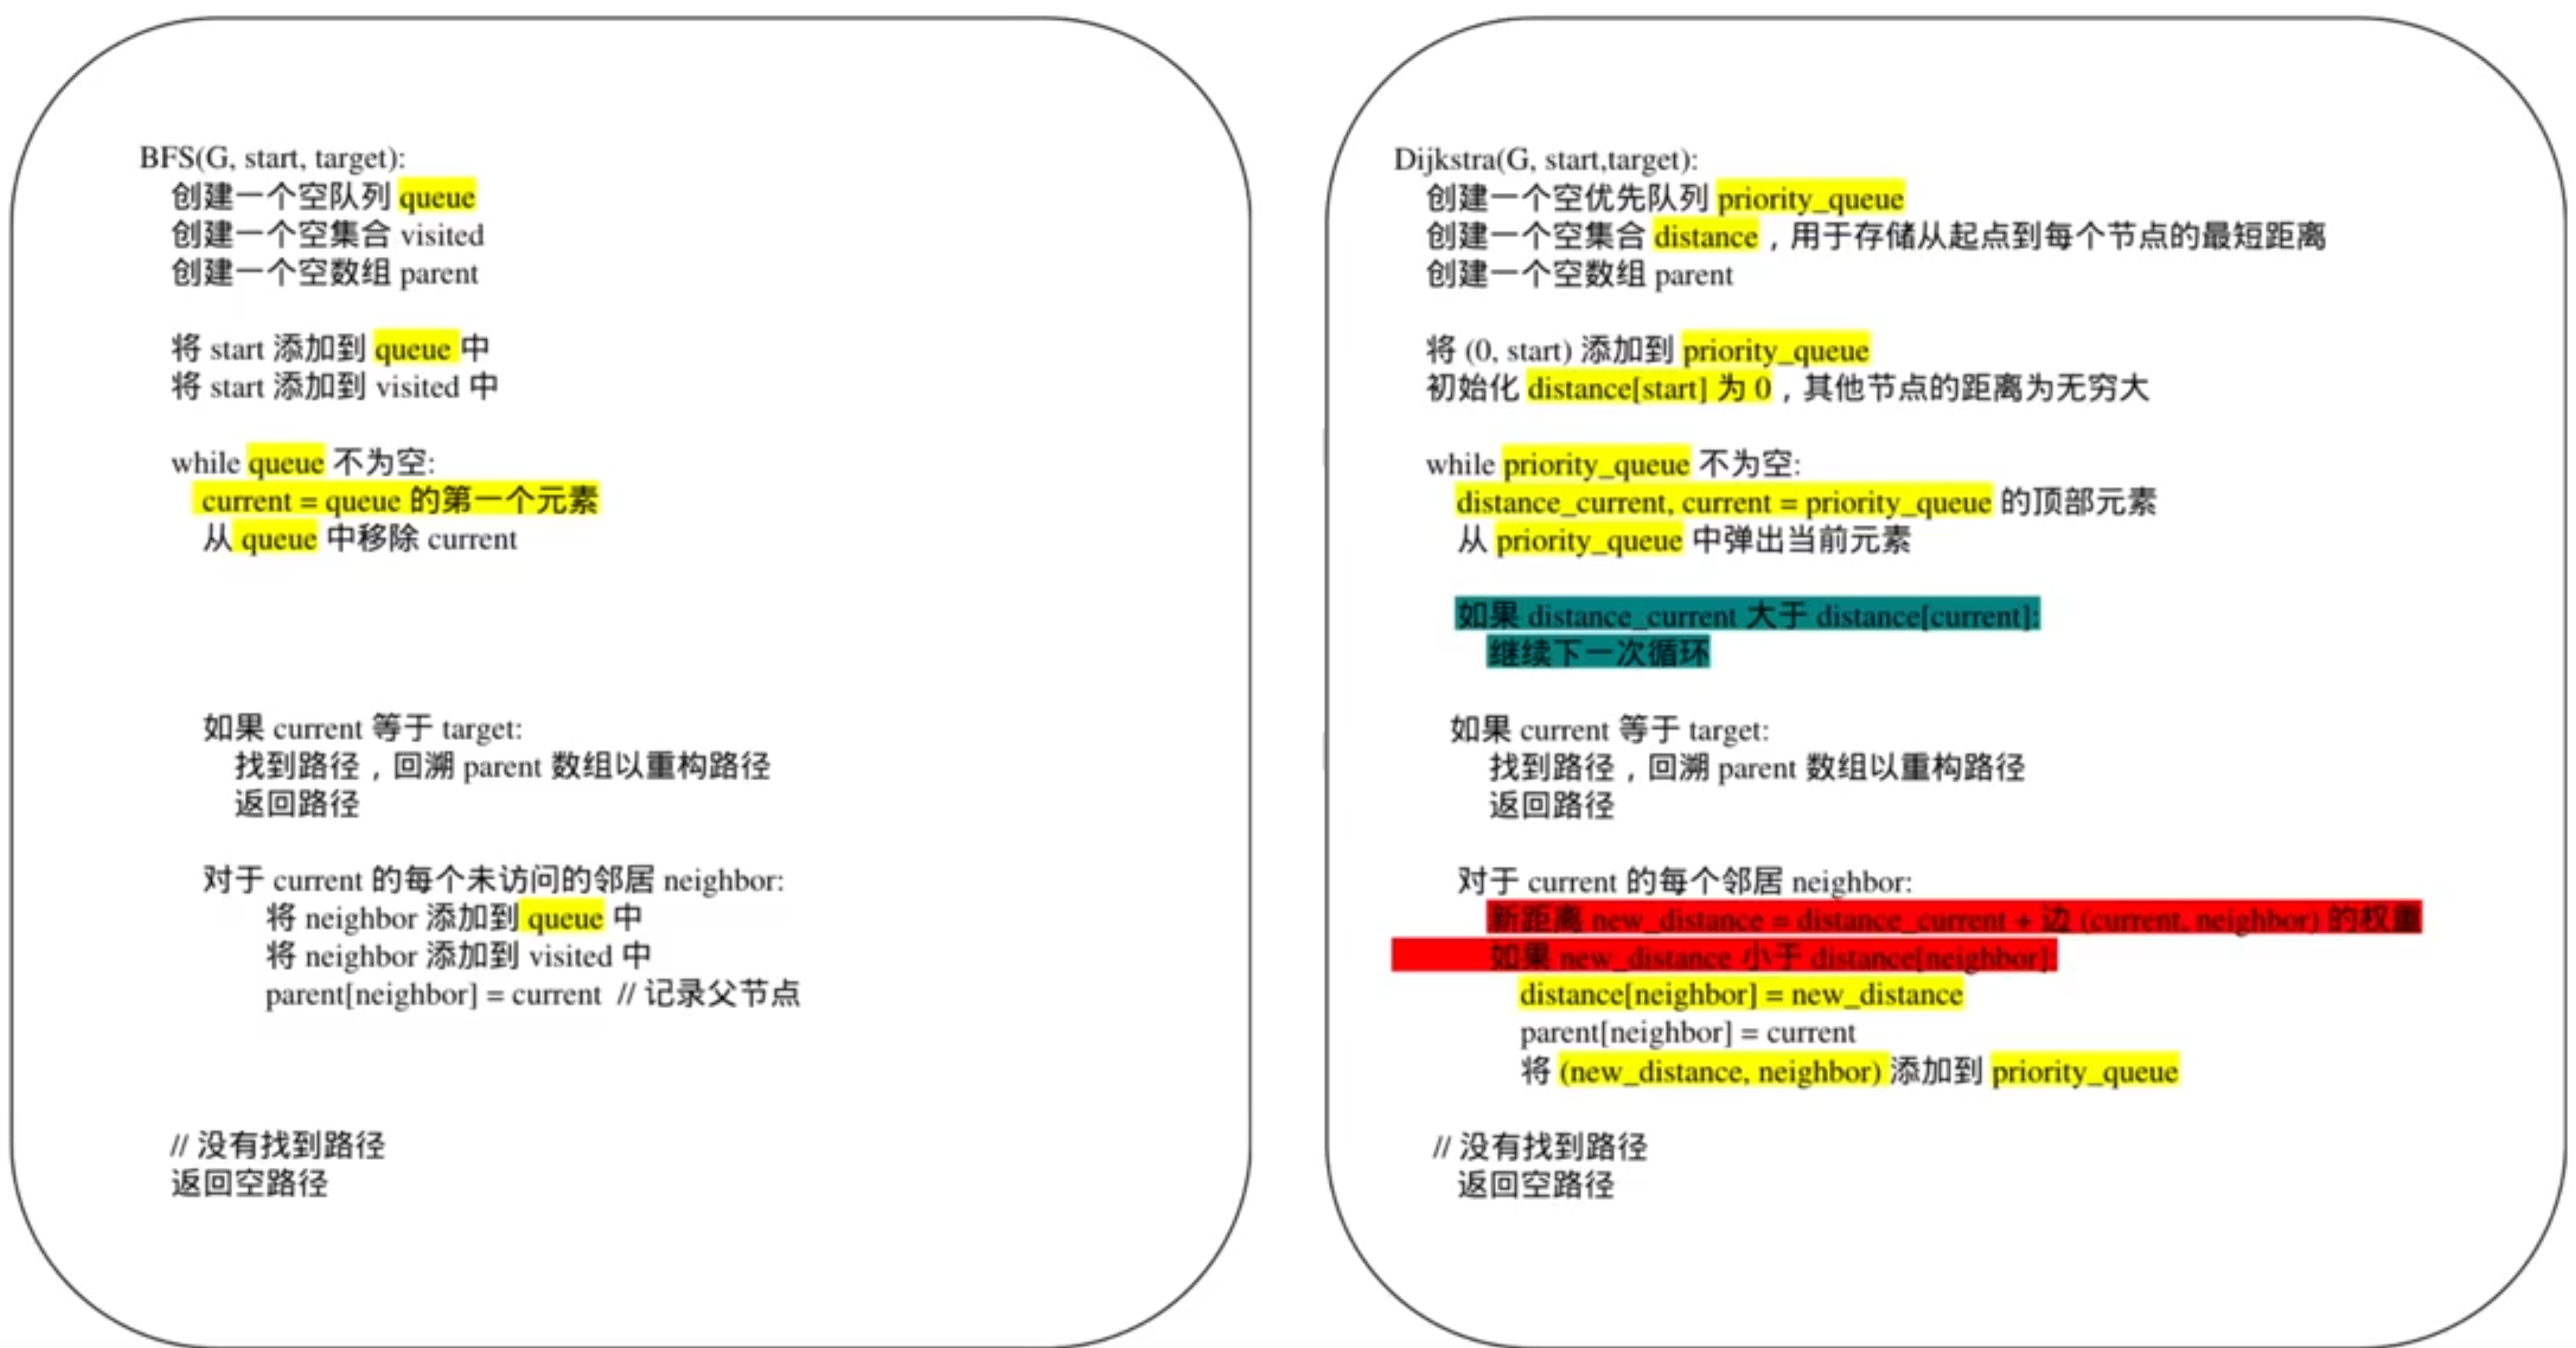 BFS(G, start, target):
创建一个空队列 queue
创建一个空集合 visited
创建一个空数组 parent
将 start 添加到 queue 中
将 start 添加到 visited 中
while queue 不为空:
current = queue 的第一个元素
从 queue 中移除 current
如果 current 等于 target:
找到路径，回溯 parent 数组以重构路径
返回路径
对于 current 的每个未访问的邻居 neighbor:
将 neighbor 添加到 queue 中
将 neighbor 添加到 visited 中
parent[neighbor] = current // 记录父节点
// 没有找到路径
返回空路径
Dijkstra(G, start,target):
创建一个空优先队列 priority_queue
创建一个空集合 distance，用于存储从起点到每个节点的最短距离
创建一个空数组 parent
将 (0, start) 添加到 priority_queue
初始化 distance[start] 为 0，其他节点的距离为无穷大
while priority_queue 不为空:
distance_current, current = priority_queue 的顶部元素
从 priority_queue 中弹出当前元素
如果 distance_current 大于 distance[current]:
继续下一次循环
如果 current 等于 target:
找到路径，回溯 parent 数组以重构路径
返回路径
对于 current 的每个邻居 neighbor:
新距离 new_distance = distance_current + 边 (current, neighbor) 的权重
如果 new_distance 小于 distance[neighbor]:
distance[neighbor] = new_distance
parent[neighbor] = current
将 (new_distance, neighbor) 添加到 priority_queue
// 没有找到路径
返回空路径